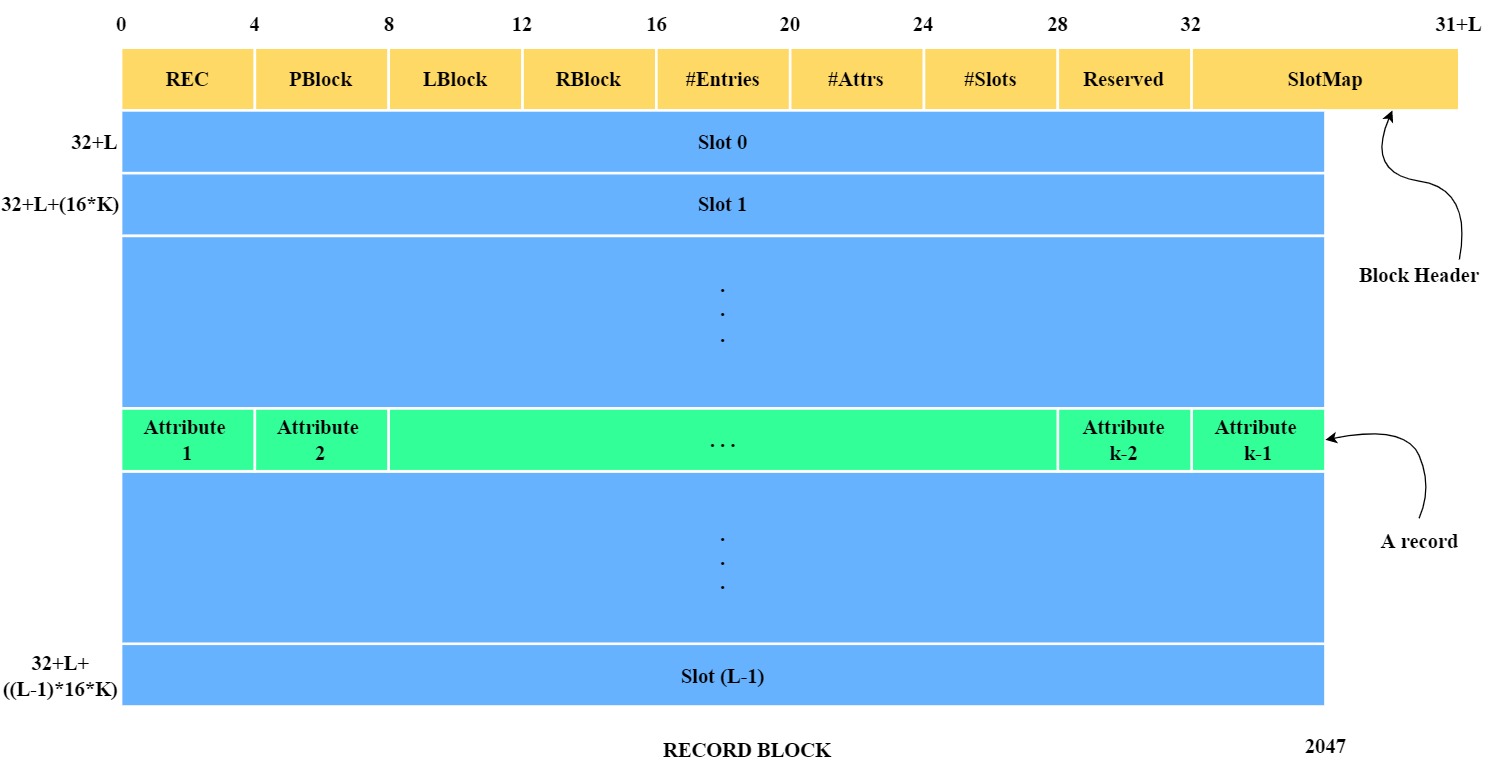 0 4 8 12 16 20 24 28 32 31+L
REC PBlock LBlock RBlock #Entries #Attrs #Slots Reserved SlotMap
32+L Slot 0
32+L+(16*K) Slot 1
Block Header
.
.
.
Attribute Attribute Attribute Attribute
1 2 . . . k-2 k-1
A record
.
.
.
32+L+
((L-1)*16*K) Slot (L-1)
RECORD BLOCK 2047